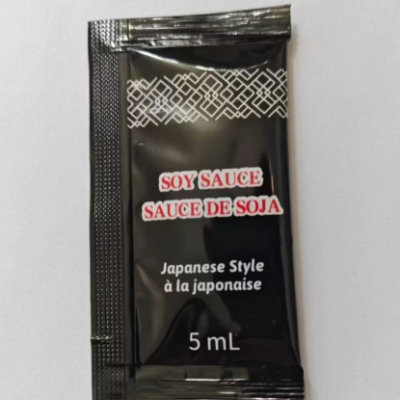 SOY SAUCE
SAUCE DE SOJA
Japanese Style
à la japonaise
5 mL